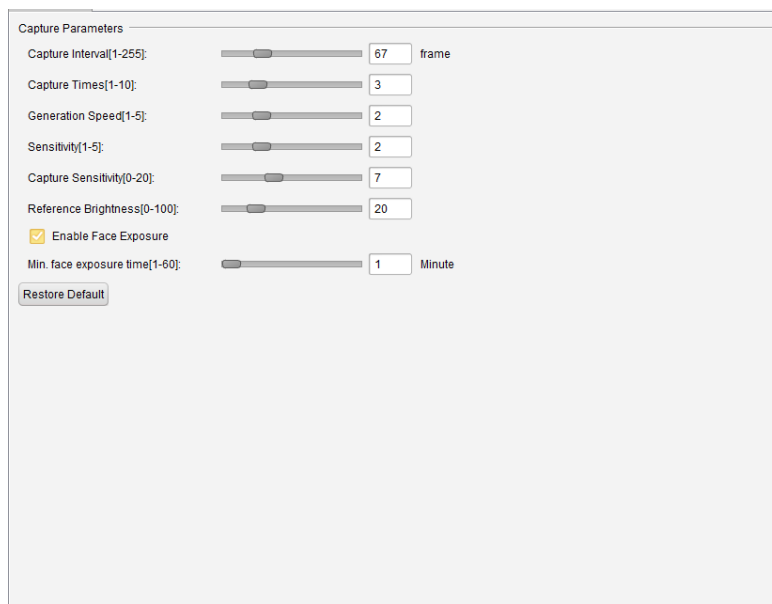 Capture Parameters
Capture Interval[1-255]: 67 frame
Capture Times[1-10]: 3
Generation Speed[1-5]: 2
Sensitivity[1-5]: 2
Capture Sensitivity[0-20]: 7
Reference Brightness[0-100]: 20
Enable Face Exposure
Min. face exposure time[1-60]: 1 Minute
Restore Default